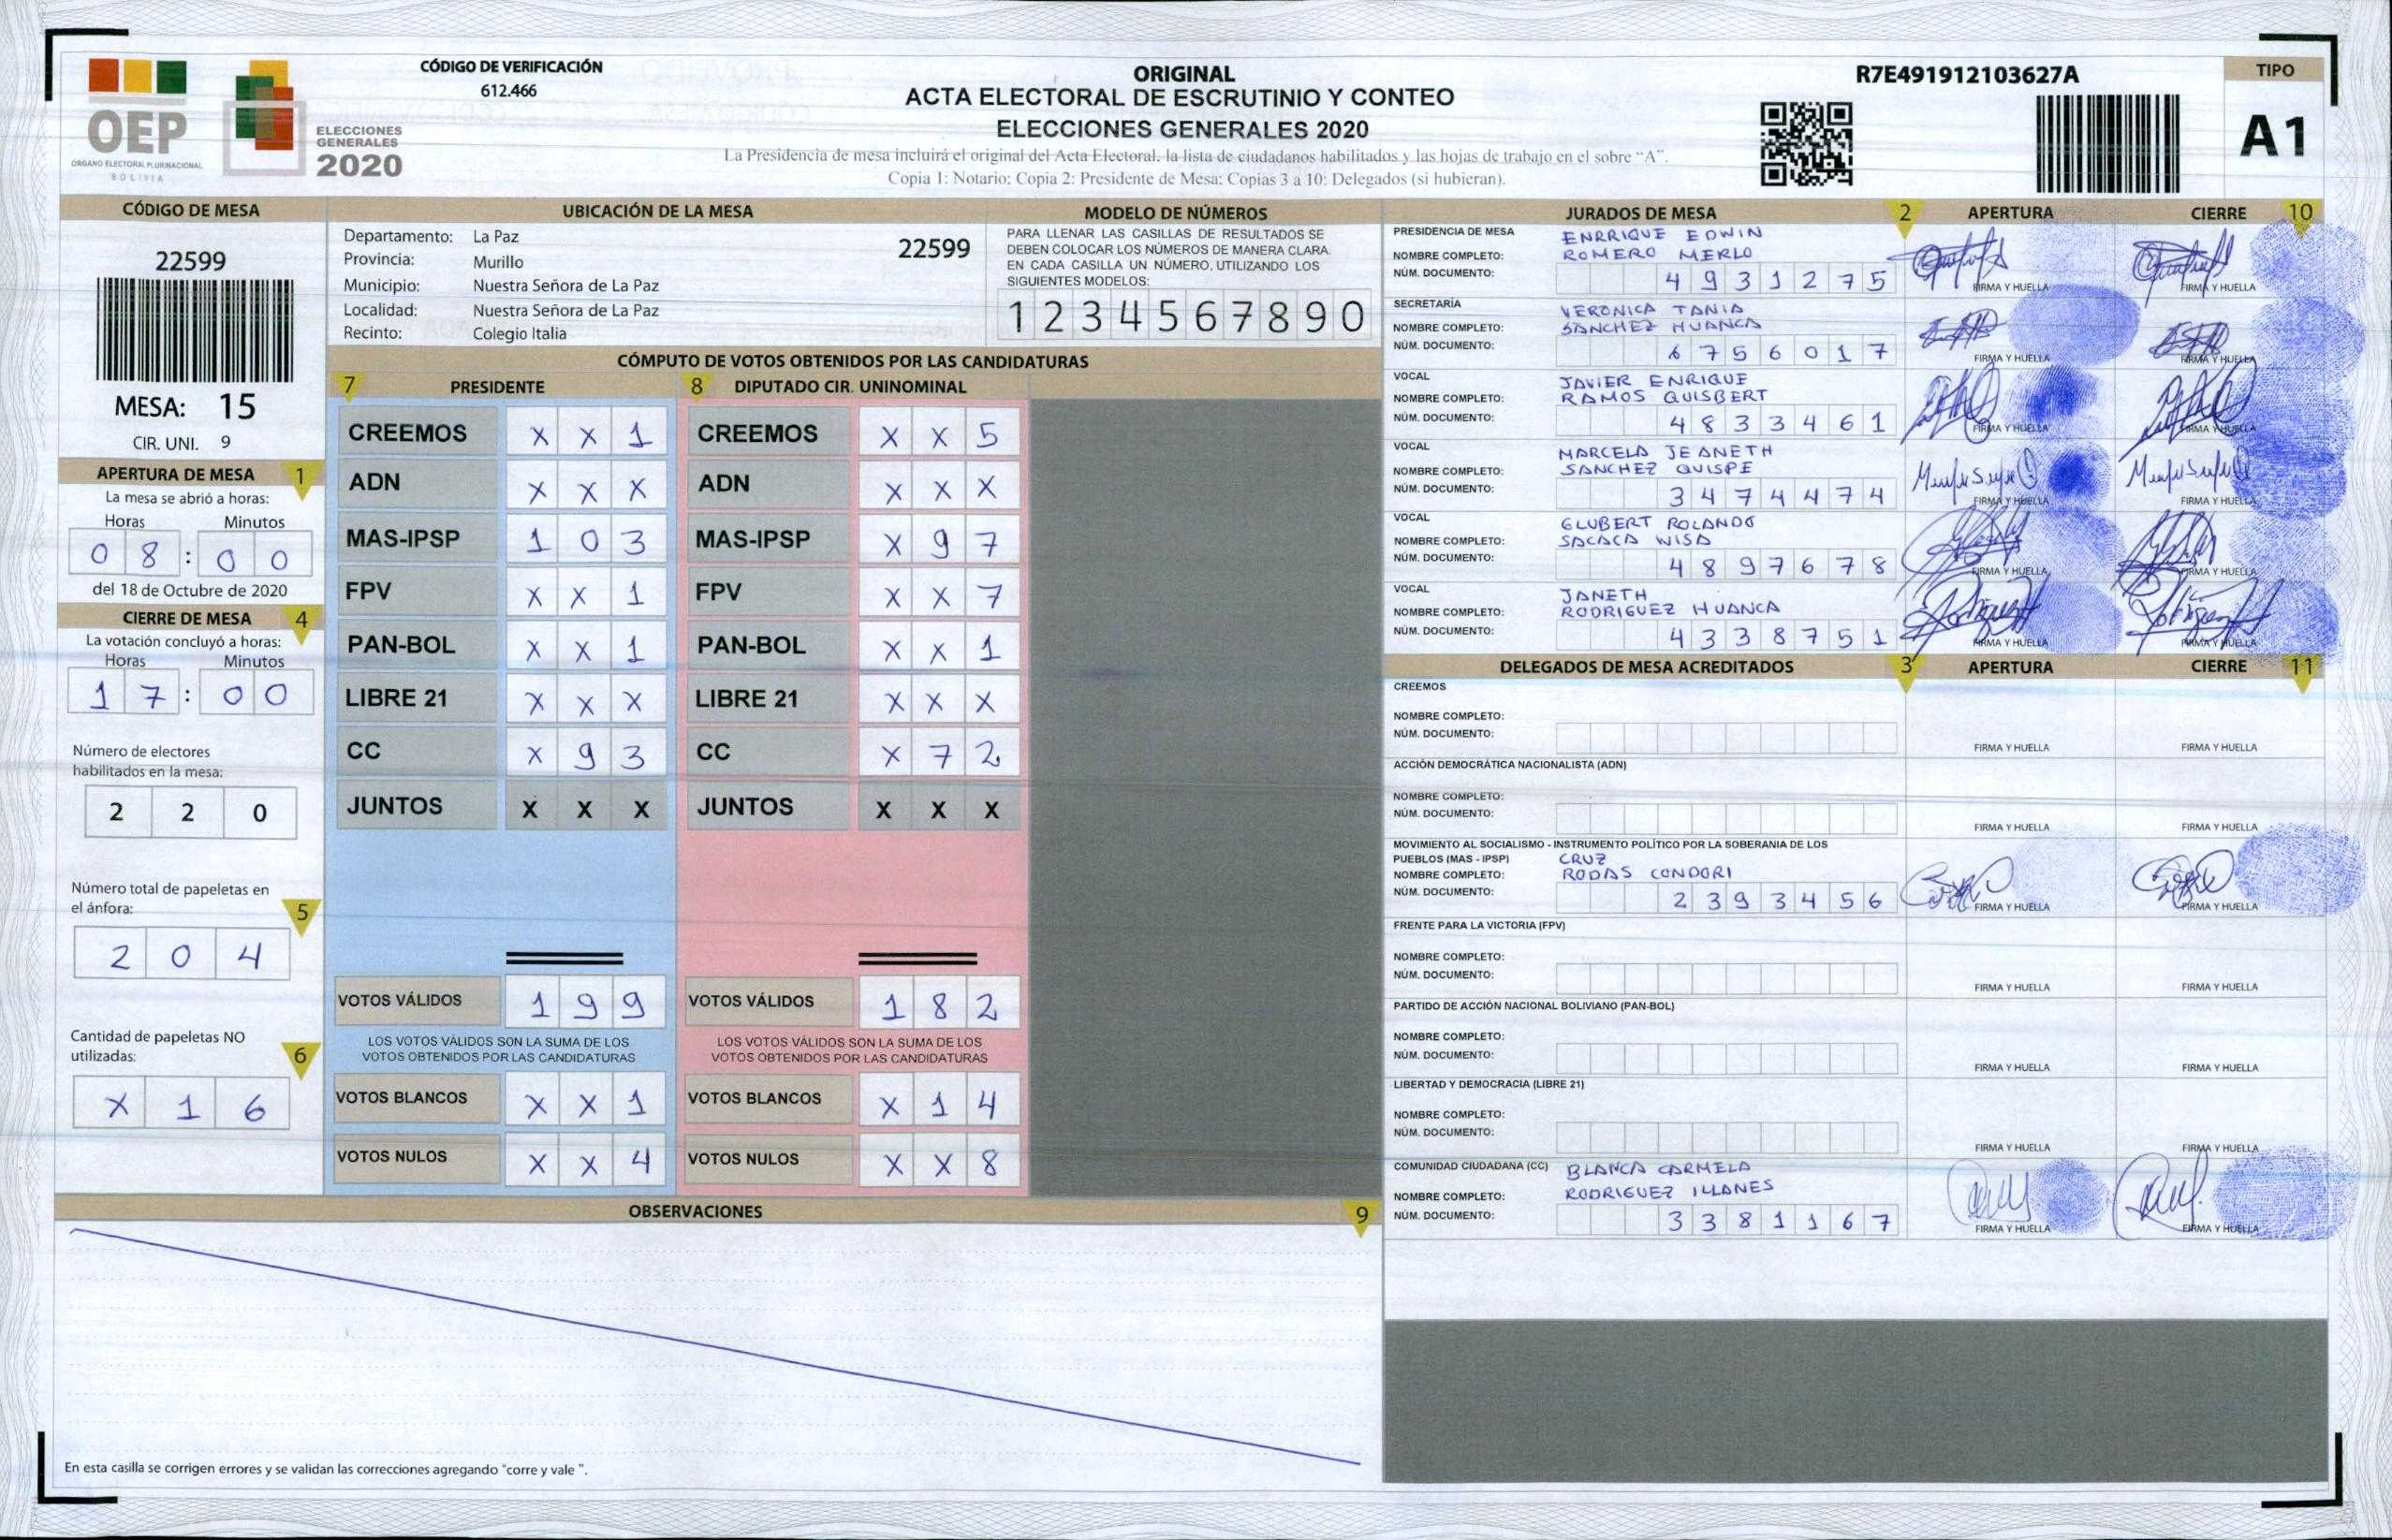 OEP
ÓRGANO ELECTORAL PLURINACIONAL
BOLIVIA
ELECCIONES
GENERALES
2020
CÓDIGO DE VERIFICACIÓN
612.466
ORIGINAL
ACTA ELECTORAL DE ESCRUTINIO Y CONTEO
ELECCIONES GENERALES 2020
La Presidencia de mesa incluirá el original del Acta Electoral, la lista de ciudadanos habilitados y las hojas de trabajo en el sobre "A".
Copia 1: Notario; Copia 2: Presidente de Mesa; Copias 3 a 10: Delegados (si hubieran).
R7E491912103627A
TIPO
A1
CÓDIGO DE MESA
22599
MESA: 15
CIR. UNI. 9
APERTURA DE MESA 1
La mesa se abrió a horas:
Horas Minutos
0 8 : 0 0
del 18 de Octubre de 2020
CIERRE DE MESA 4
La votación concluyó a horas:
Horas Minutos
1 7 : 0 0
Número de electores
habilitados en la mesa:
2 2 0
Número total de papeletas en
el ánfora: 5
2 0 4
Cantidad de papeletas NO
utilizadas: 6
X 1 6
UBICACIÓN DE LA MESA
Departamento: La Paz 22599
Provincia: Murillo
Municipio: Nuestra Señora de La Paz
Localidad: Nuestra Señora de La Paz
Recinto: Colegio Italia
MODELO DE NÚMEROS
PARA LLENAR LAS CASILLAS DE RESULTADOS SE
DEBEN COLOCAR LOS NÚMEROS DE MANERA CLARA.
EN CADA CASILLA UN NÚMERO, UTILIZANDO LOS
SIGUIENTES MODELOS:
1 2 3 4 5 6 7 8 9 0
CÓMPUTO DE VOTOS OBTENIDOS POR LAS CANDIDATURAS
7 PRESIDENTE 8 DIPUTADO CIR. UNINOMINAL
CREEMOS X X 1 CREEMOS X X 5
ADN X X X ADN X X X
MAS-IPSP 1 0 3 MAS-IPSP X 9 7
FPV X X 1 FPV X X 7
PAN-BOL X X 1 PAN-BOL X X 1
LIBRE 21 X X X LIBRE 21 X X X
CC X 9 3 CC X 7 2
JUNTOS X X X JUNTOS X X X
VOTOS VÁLIDOS 1 9 9 VOTOS VÁLIDOS 1 8 2
LOS VOTOS VÁLIDOS SON LA SUMA DE LOS LOS VOTOS VÁLIDOS SON LA SUMA DE LOS
VOTOS OBTENIDOS POR LAS CANDIDATURAS VOTOS OBTENIDOS POR LAS CANDIDATURAS
VOTOS BLANCOS X X 1 VOTOS BLANCOS X 1 4
VOTOS NULOS X X 4 VOTOS NULOS X X 8
OBSERVACIONES 9
En esta casilla se corrigen errores y se validan las correcciones agregando "corre y vale ".
JURADOS DE MESA 2 APERTURA CIERRE 10
PRESIDENCIA DE MESA ENRRIQUE EDWIN
NOMBRE COMPLETO: ROMERO MERLO
NÚM. DOCUMENTO: 4 9 3 1 2 7 5 FIRMA Y HUELLA FIRMA Y HUELLA
SECRETARÍA VERONICA TANIA
NOMBRE COMPLETO: SANCHEZ HUANCA
NÚM. DOCUMENTO: 6 7 5 6 0 1 7 FIRMA Y HUELLA FIRMA Y HUELLA
VOCAL JAVIER ENRIQUE
NOMBRE COMPLETO: RAMOS QUISBERT
NÚM. DOCUMENTO: 4 8 3 3 4 6 1 FIRMA Y HUELLA FIRMA Y HUELLA
VOCAL MARCELA JEANETH
NOMBRE COMPLETO: SANCHEZ QUISPE
NÚM. DOCUMENTO: 3 4 7 4 4 7 4 FIRMA Y HUELLA FIRMA Y HUELLA
VOCAL GLUBERT ROLANDO
NOMBRE COMPLETO: SACACA WISA
NÚM. DOCUMENTO: 4 8 9 7 6 7 8 FIRMA Y HUELLA FIRMA Y HUELLA
VOCAL JANETH
NOMBRE COMPLETO: RODRIGUEZ HUANCA
NÚM. DOCUMENTO: 4 3 3 8 7 5 1 FIRMA Y HUELLA FIRMA Y HUELLA
DELEGADOS DE MESA ACREDITADOS 3 APERTURA CIERRE 11
CREEMOS
NOMBRE COMPLETO:
NÚM. DOCUMENTO: FIRMA Y HUELLA FIRMA Y HUELLA
ACCIÓN DEMOCRÁTICA NACIONALISTA (ADN)
NOMBRE COMPLETO:
NÚM. DOCUMENTO: FIRMA Y HUELLA FIRMA Y HUELLA
MOVIMIENTO AL SOCIALISMO - INSTRUMENTO POLÍTICO POR LA SOBERANIA DE LOS
PUEBLOS (MAS - IPSP) CRUZ
NOMBRE COMPLETO: RODAS CONDORI
NÚM. DOCUMENTO: 2 3 9 3 4 5 6 FIRMA Y HUELLA FIRMA Y HUELLA
FRENTE PARA LA VICTORIA (FPV)
NOMBRE COMPLETO:
NÚM. DOCUMENTO: FIRMA Y HUELLA FIRMA Y HUELLA
PARTIDO DE ACCIÓN NACIONAL BOLIVIANO (PAN-BOL)
NOMBRE COMPLETO:
NÚM. DOCUMENTO: FIRMA Y HUELLA FIRMA Y HUELLA
LIBERTAD Y DEMOCRACIA (LIBRE 21)
NOMBRE COMPLETO:
NÚM. DOCUMENTO: FIRMA Y HUELLA FIRMA Y HUELLA
COMUNIDAD CIUDADANA (CC) BLANCA CARMELA
NOMBRE COMPLETO: RODRIGUEZ ILLANES
NÚM. DOCUMENTO: 3 3 8 1 1 6 7 FIRMA Y HUELLA FIRMA Y HUELLA